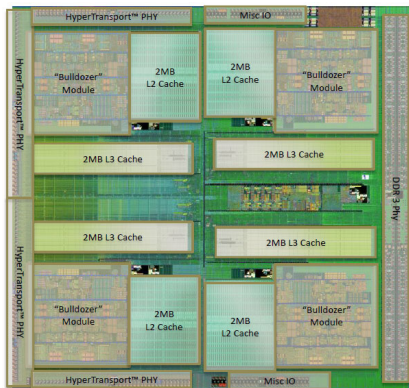 HyperTransport™ PHY
Misc IO
HyperTransport™ PHY
"Bulldozer"
Module
2MB
L2 Cache
2MB
L2 Cache
"Bulldozer"
Module
2MB L3 Cache
2MB L3 Cache
DDR3 Phy
2MB L3 Cache
2MB L3 Cache
HyperTransport™ PHY
"Bulldozer"
Module
2MB
L2 Cache
2MB
L2 Cache
"Bulldozer"
Module
HyperTransport™ PHY
Misc IO